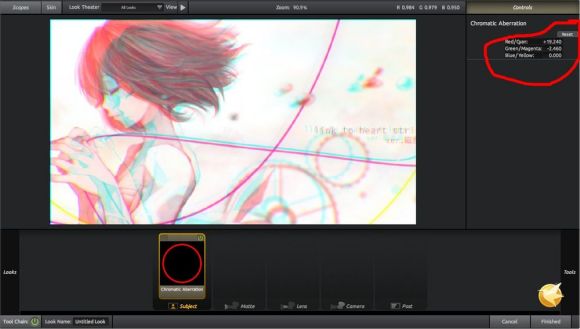 Scopes Skin Look Theater All Looks View Zoom: 90.9% R 0.984 G 0.979 B 0.950 Controls
Chromatic Aberration
Reset
Red/Cyan: +19.240
Green/Magenta: -2.460
Blue/Yellow: 0.000
link to heart stri
ver.
Looks
Chromatic Aberration
Subject Matte Lens Camera Post
Tools
Tool Chain: Look Name: Untitled Look Cancel Finished